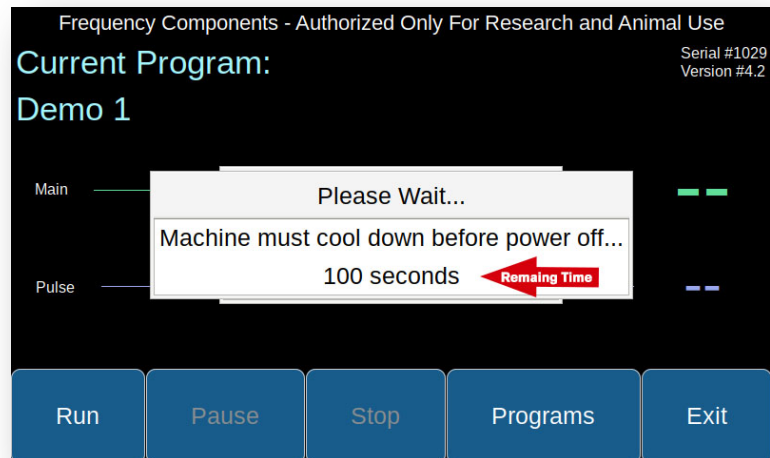 Frequency Components - Authorized Only For Research and Animal Use
Current Program:
Serial #1029
Version #4.2
Demo 1
Main
--
Please Wait...
Machine must cool down before power off...
100 seconds
Remaing Time
Pulse
--
Run
Pause
Stop
Programs
Exit